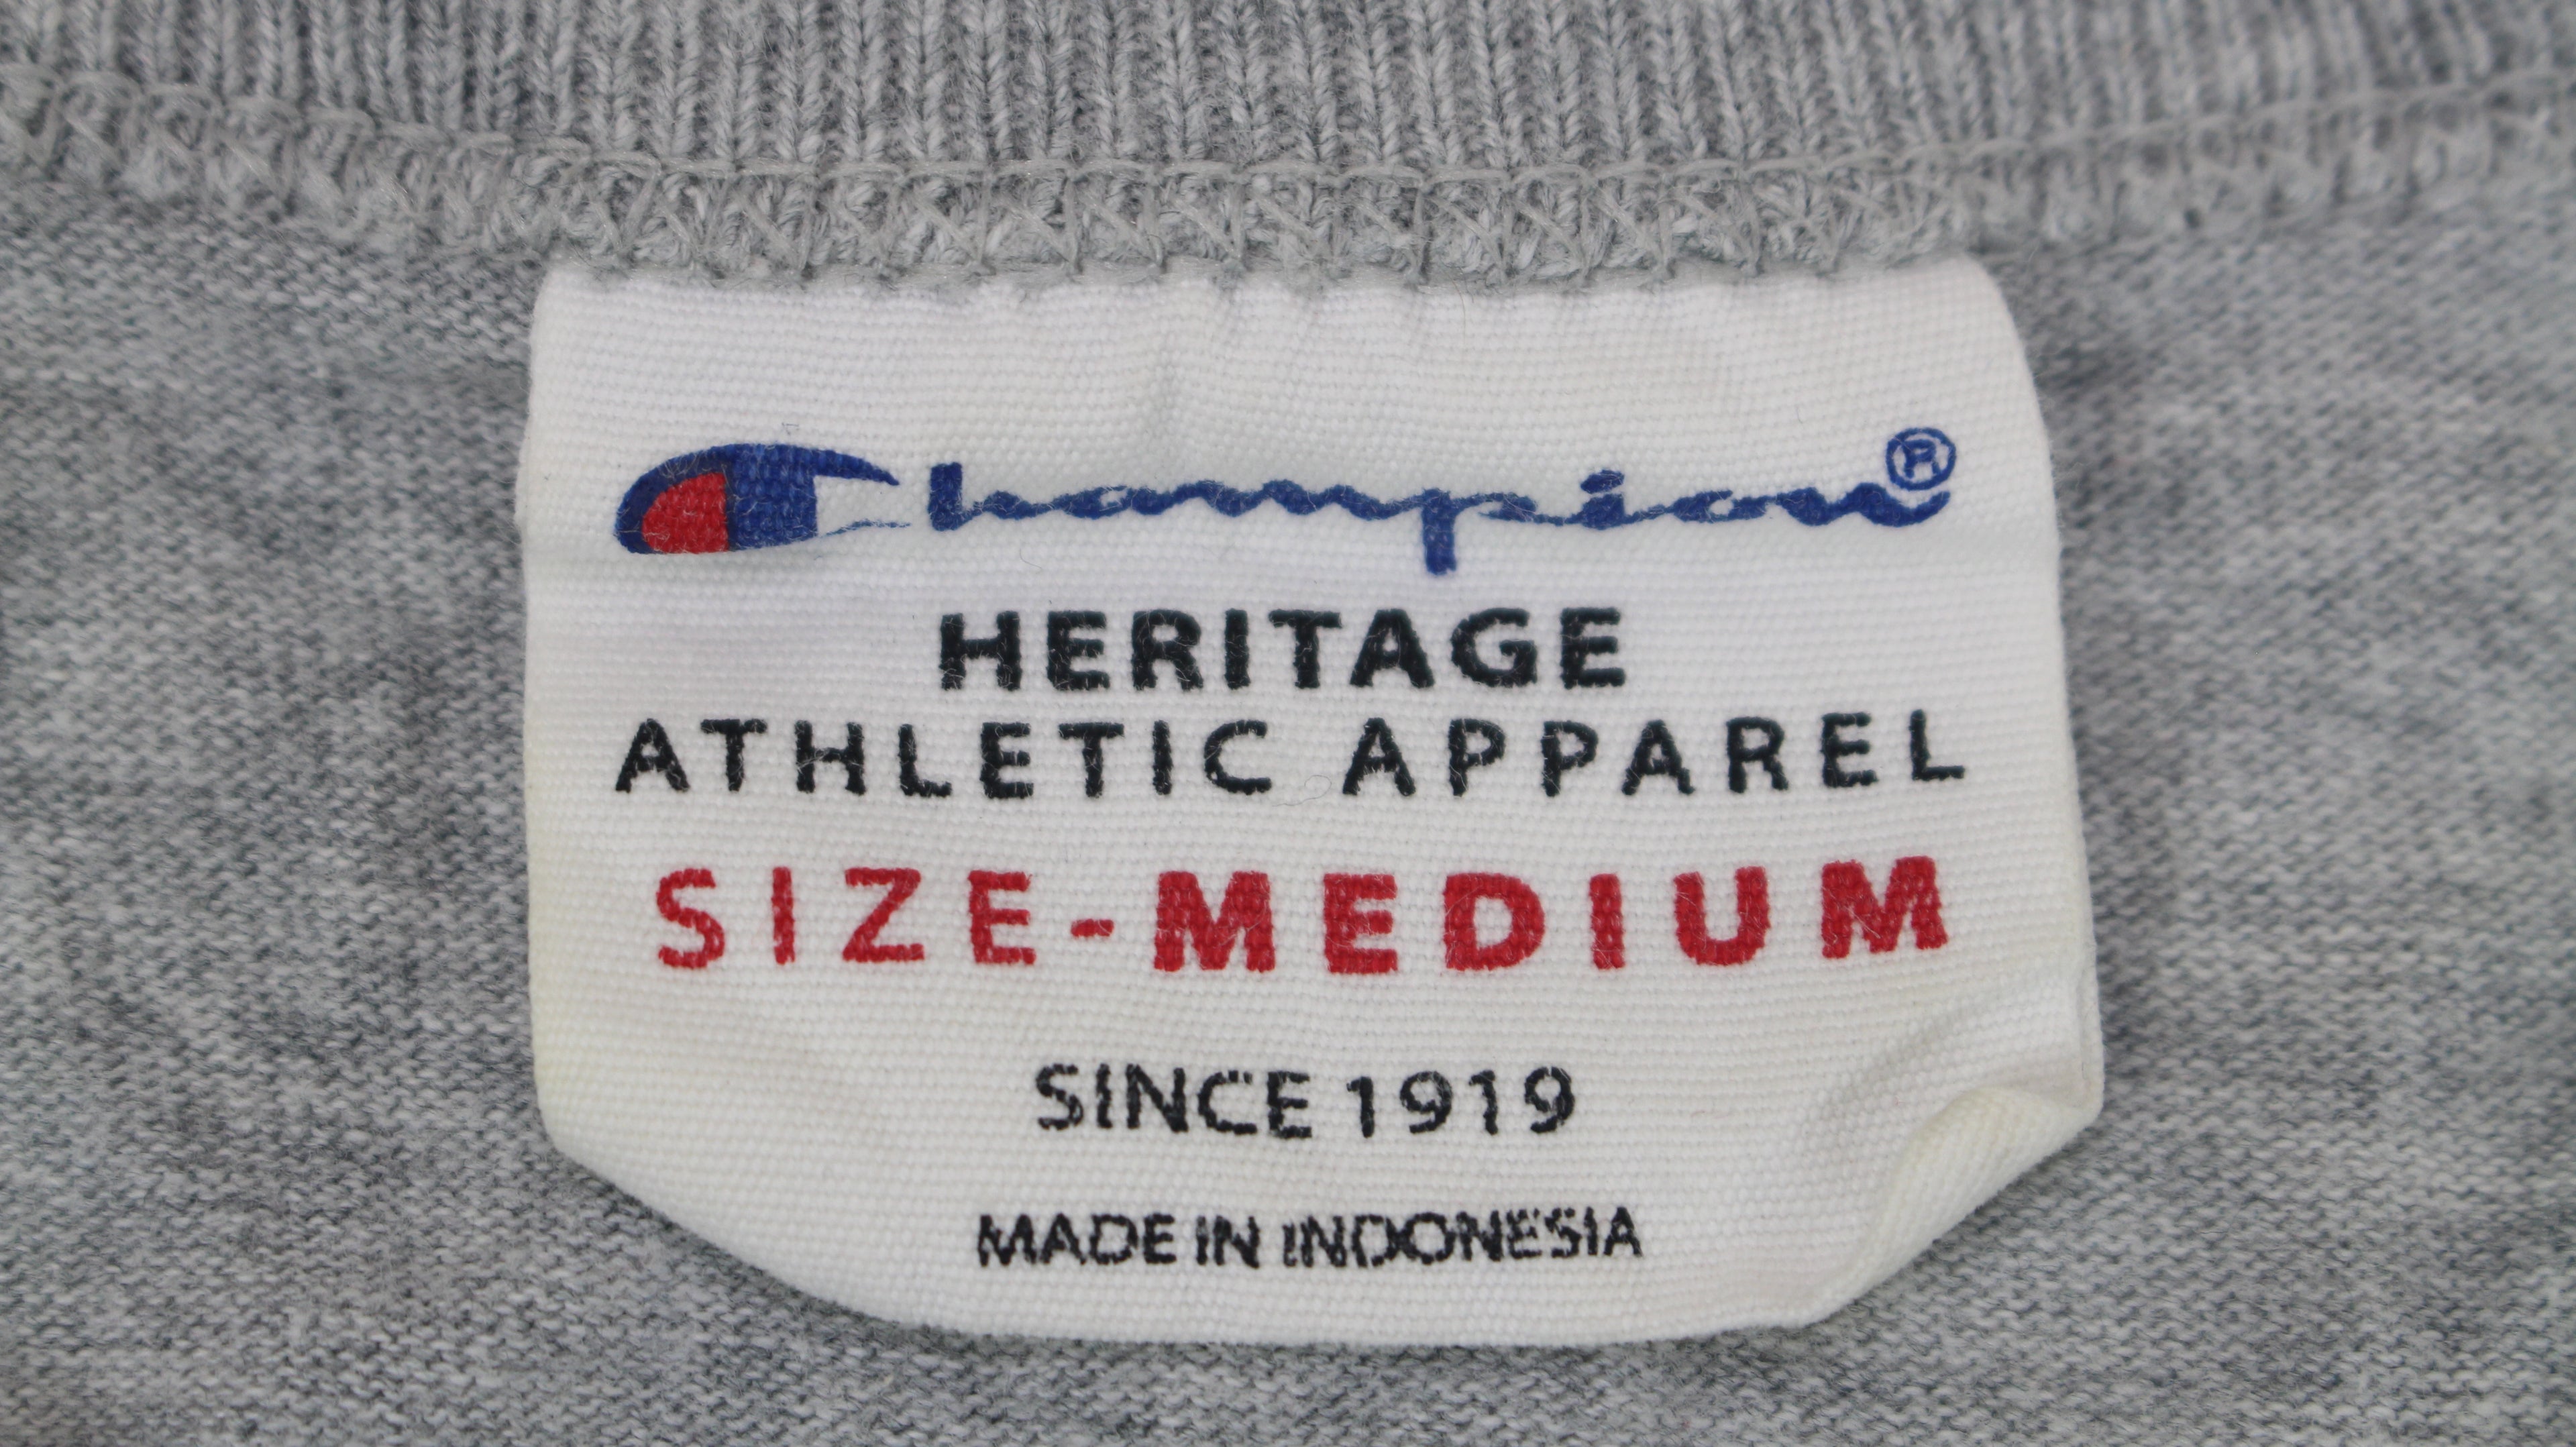 Champion®
HERITAGE
ATHLETIC APPAREL
SIZE-MEDIUM
SINCE 1919
MADE IN INDONESIA